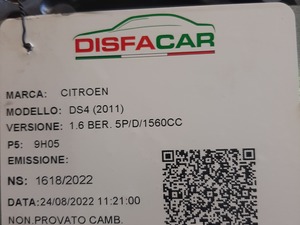 DISFACAR
MARCA: CITROEN
MODELLO: DS4 (2011)
VERSIONE: 1.6 BER. 5P/D/1560CC
P5: 9H05
EMISSIONE:
NS: 1618/2022
DATA:24/08/2022 11:21:00
NON.PROVATO CAMB.